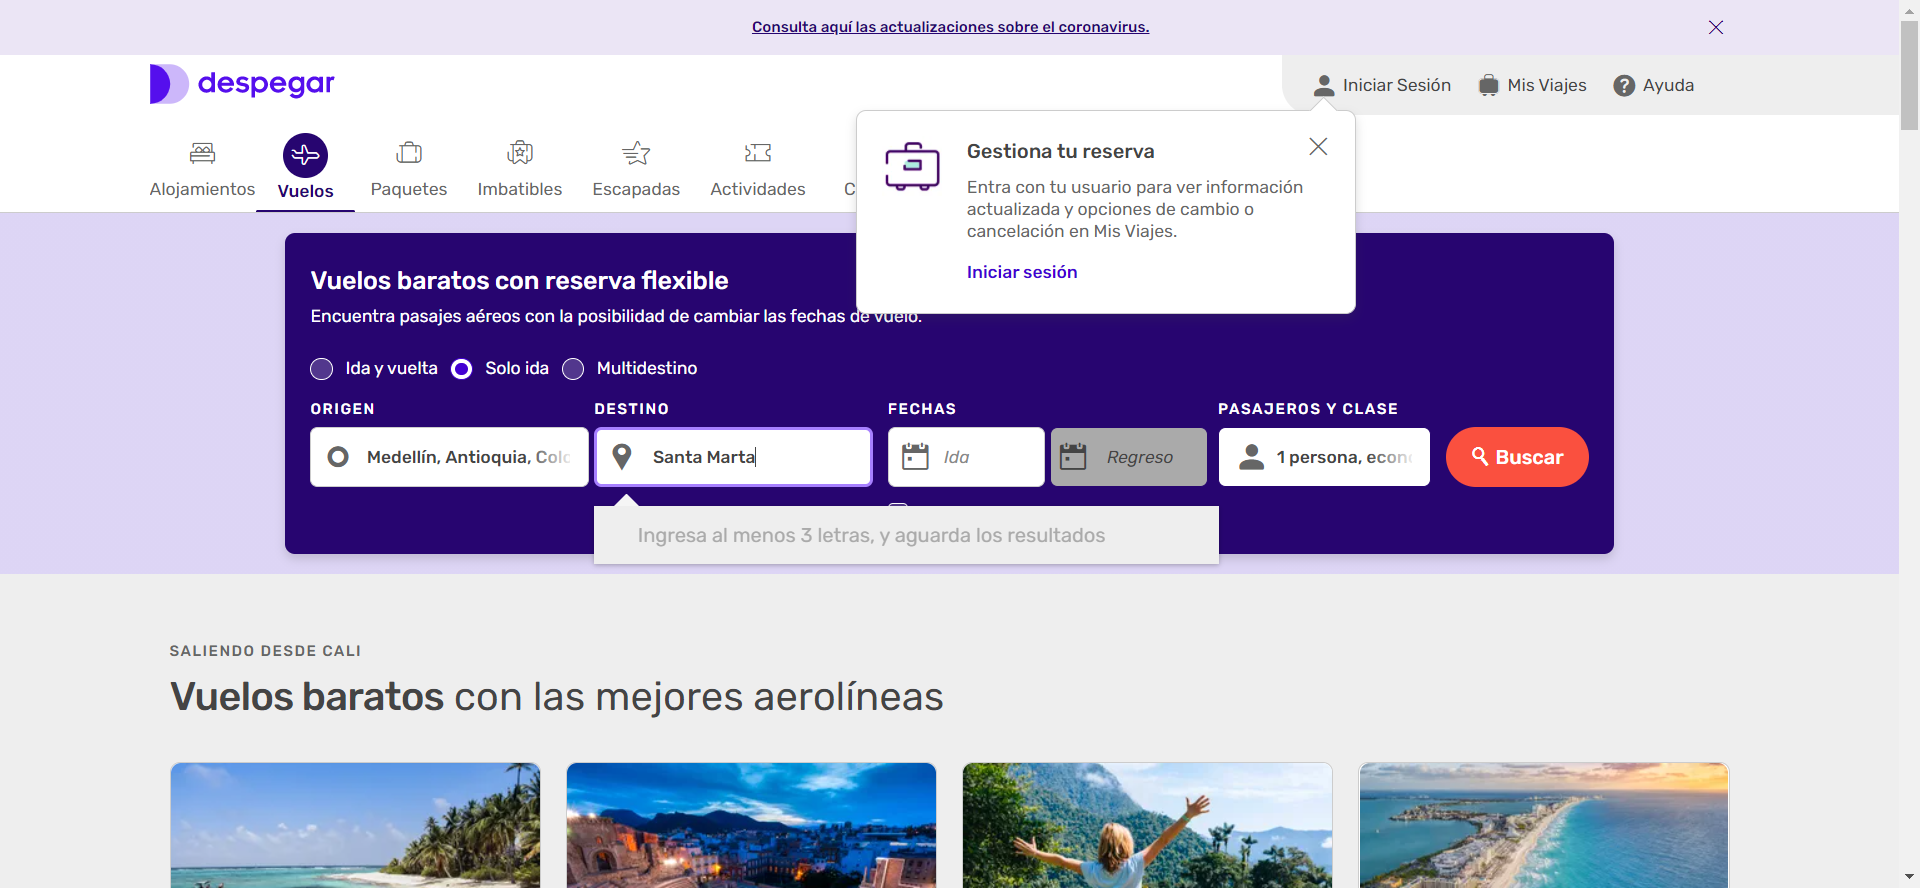 Consulta aquí las actualizaciones sobre el coronavirus.
despegar
Iniciar Sesión
Mis Viajes
Ayuda
Alojamientos
Vuelos
Paquetes
Imbatibles
Escapadas
Actividades
C
Gestiona tu reserva
Entra con tu usuario para ver información
actualizada y opciones de cambio o
cancelación en Mis Viajes.
Iniciar sesión
Vuelos baratos con reserva flexible
Encuentra pasajes aéreos con la posibilidad de cambiar las fechas de vuelo.
Ida y vuelta
Solo ida
Multidestino
ORIGEN
DESTINO
FECHAS
PASAJEROS Y CLASE
Medellín, Antioquia, Colo
Santa Marta
Ida
Regreso
1 persona, econ
Buscar
Ingresa al menos 3 letras, y aguarda los resultados
SALIENDO DESDE CALI
Vuelos baratos con las mejores aerolíneas